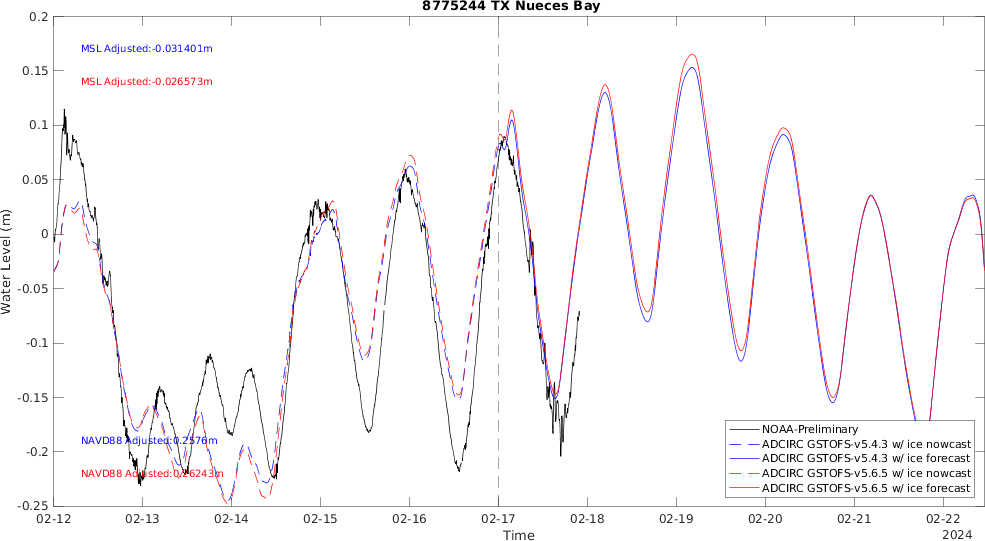 8775244 TX Nueces Bay
0.2
0.15
0.1
0.05
0
-0.05
-0.1
-0.15
-0.2
-0.25
Water Level (m)
MSL Adjusted:-0.031401m
MSL Adjusted:-0.026573m
NAVD88 Adjusted:0.2576m
NAVD88 Adjusted:0.26243m
NOAA-Preliminary
ADCIRC GSTOFS-v5.4.3 w/ ice nowcast
ADCIRC GSTOFS-v5.4.3 w/ ice forecast
ADCIRC GSTOFS-v5.6.5 w/ ice nowcast
ADCIRC GSTOFS-v5.6.5 w/ ice forecast
02-12 02-13 02-14 02-15 02-16 02-17 02-18 02-19 02-20 02-21 02-22
Time
2024